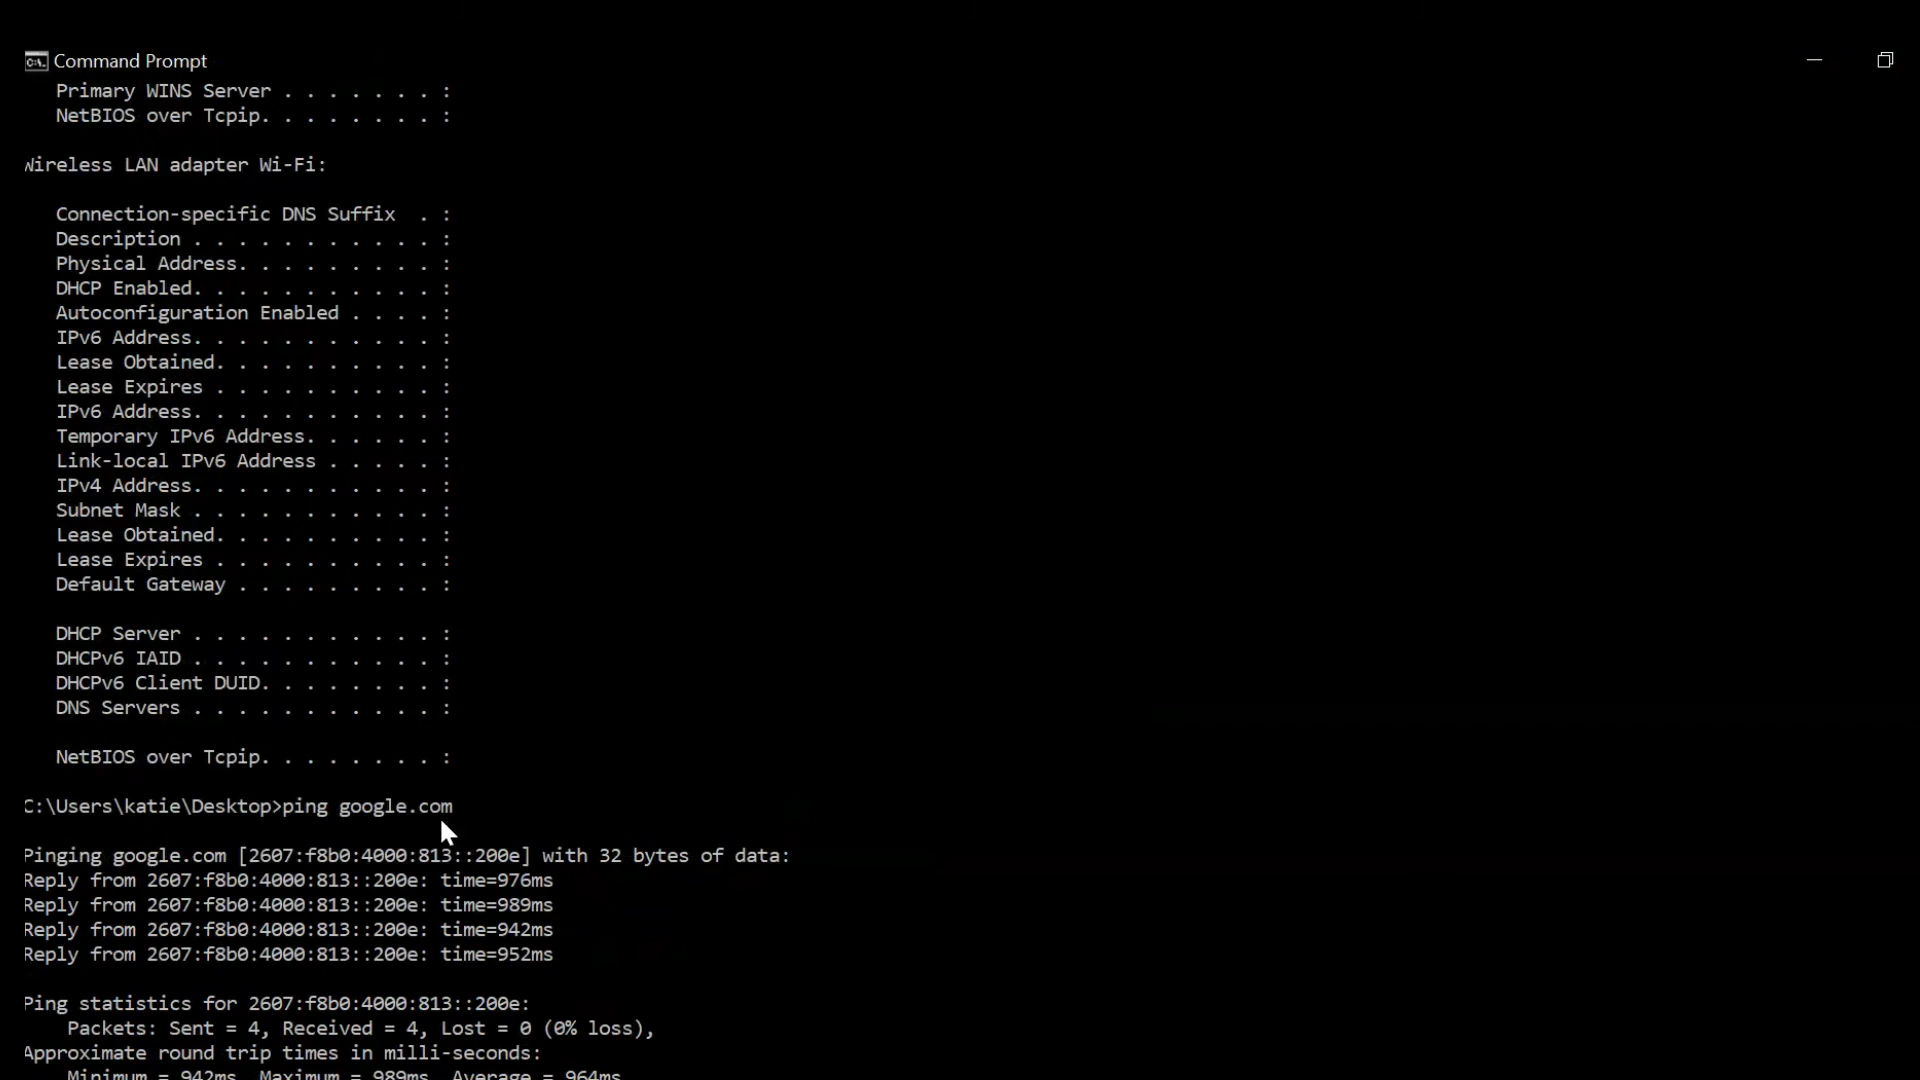 Command Prompt
Primary WINS Server . . . . . . . :
NetBIOS over Tcpip. . . . . . . . :
Wireless LAN adapter Wi-Fi:
Connection-specific DNS Suffix  . :
Description . . . . . . . . . . . :
Physical Address. . . . . . . . . :
DHCP Enabled. . . . . . . . . . . :
Autoconfiguration Enabled . . . . :
IPv6 Address. . . . . . . . . . . :
Lease Obtained. . . . . . . . . . :
Lease Expires . . . . . . . . . . :
IPv6 Address. . . . . . . . . . . :
Temporary IPv6 Address. . . . . . :
Link-local IPv6 Address . . . . . :
IPv4 Address. . . . . . . . . . . :
Subnet Mask . . . . . . . . . . . :
Lease Obtained. . . . . . . . . . :
Lease Expires . . . . . . . . . . :
Default Gateway . . . . . . . . . :
DHCP Server . . . . . . . . . . . :
DHCPv6 IAID . . . . . . . . . . . :
DHCPv6 Client DUID. . . . . . . . :
DNS Servers . . . . . . . . . . . :
NetBIOS over Tcpip. . . . . . . . :
C:\Users\katie\Desktop>ping google.com
Pinging google.com [2607:f8b0:4000:813::200e] with 32 bytes of data:
Reply from 2607:f8b0:4000:813::200e: time=976ms
Reply from 2607:f8b0:4000:813::200e: time=989ms
Reply from 2607:f8b0:4000:813::200e: time=942ms
Reply from 2607:f8b0:4000:813::200e: time=952ms
Ping statistics for 2607:f8b0:4000:813::200e:
Packets: Sent = 4, Received = 4, Lost = 0 (0% loss),
Approximate round trip times in milli-seconds:
Minimum = 942ms, Maximum = 989ms, Average = 964ms